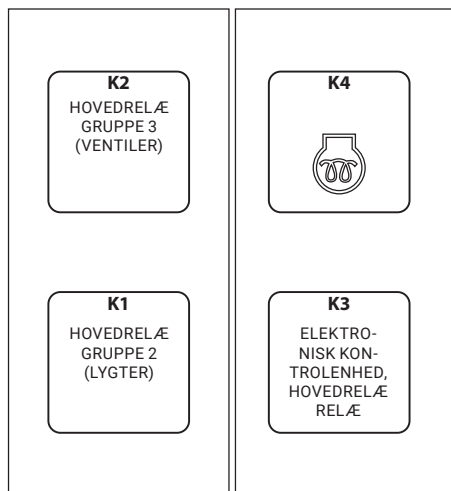 K2
HOVEDRELÆ
GRUPPE 3
(VENTILER)
K1
HOVEDRELÆ
GRUPPE 2
(LYGTER)
K4
K3
ELEKTRO-
NISK KON-
TROLENHED,
HOVEDRELÆ
RELÆ